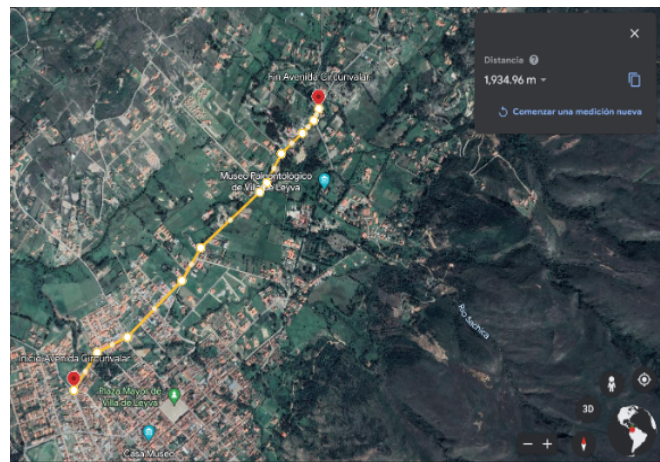 Distancia
1,934.96 m
Comenzar una medición nueva
Fin Avenida Circunvalar
Museo Paleontológico
de Villa de Leyva
Río Sáchica
Inicio Avenida Circunvalar
Plaza Mayor de
Villa de Leyva
Casa Museo
3D